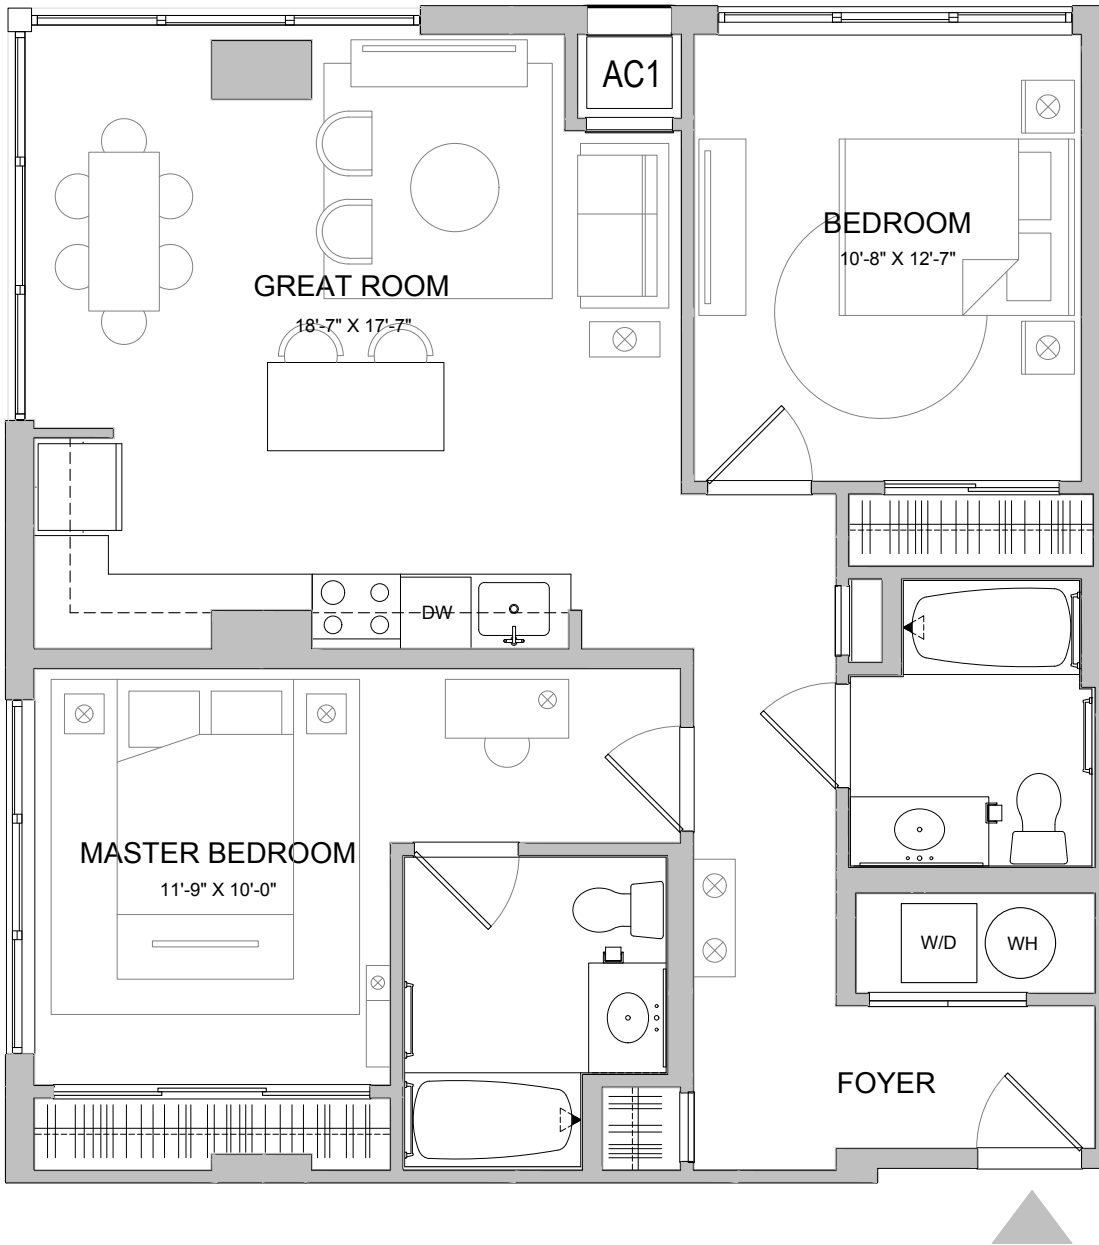 AC1
BEDROOM
10'-8" X 12'-7"
GREAT ROOM
18'-7" X 17'-7"
DW
MASTER BEDROOM
11'-9" X 10'-0"
W/D
WH
FOYER